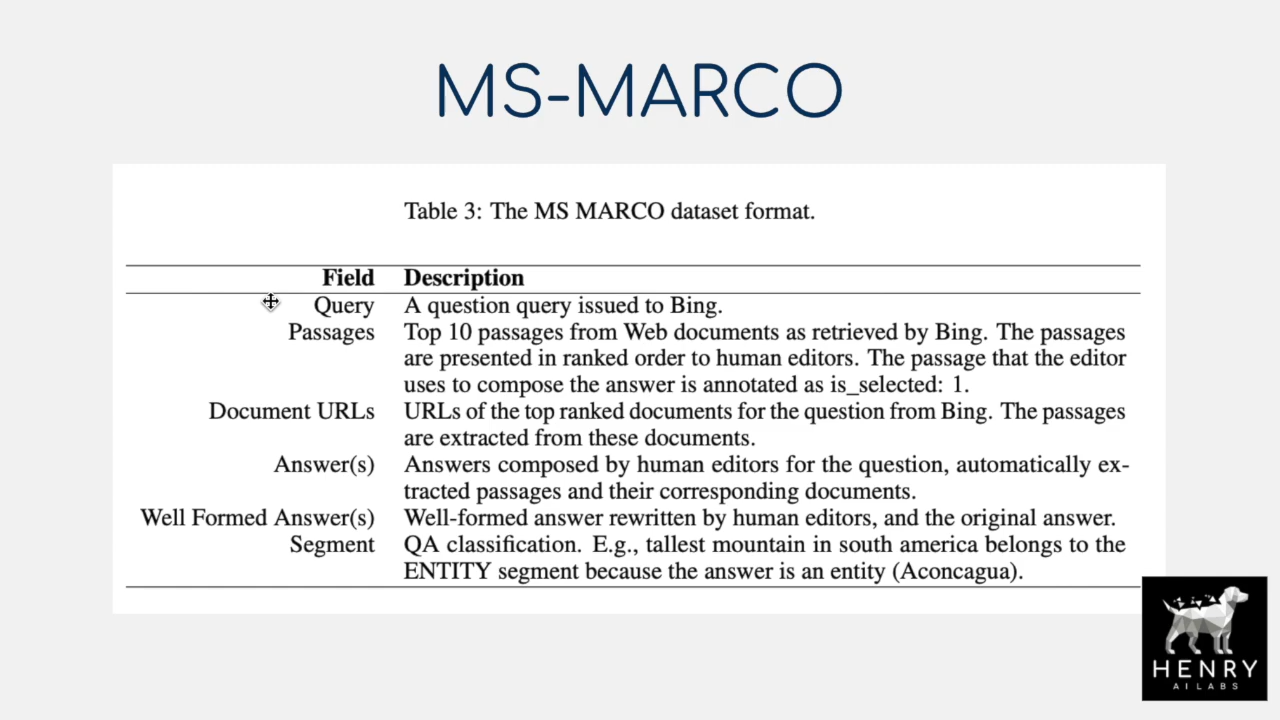 MS-MARCO
Table 3: The MS MARCO dataset format.
Field Description
Query A question query issued to Bing.
Passages Top 10 passages from Web documents as retrieved by Bing. The passages
are presented in ranked order to human editors. The passage that the editor
uses to compose the answer is annotated as is_selected: 1.
Document URLs URLs of the top ranked documents for the question from Bing. The passages
are extracted from these documents.
Answer(s) Answers composed by human editors for the question, automatically ex-
tracted passages and their corresponding documents.
Well Formed Answer(s) Well-formed answer rewritten by human editors, and the original answer.
Segment QA classification. E.g., tallest mountain in south america belongs to the
ENTITY segment because the answer is an entity (Aconcagua).
HENRY
AI LABS